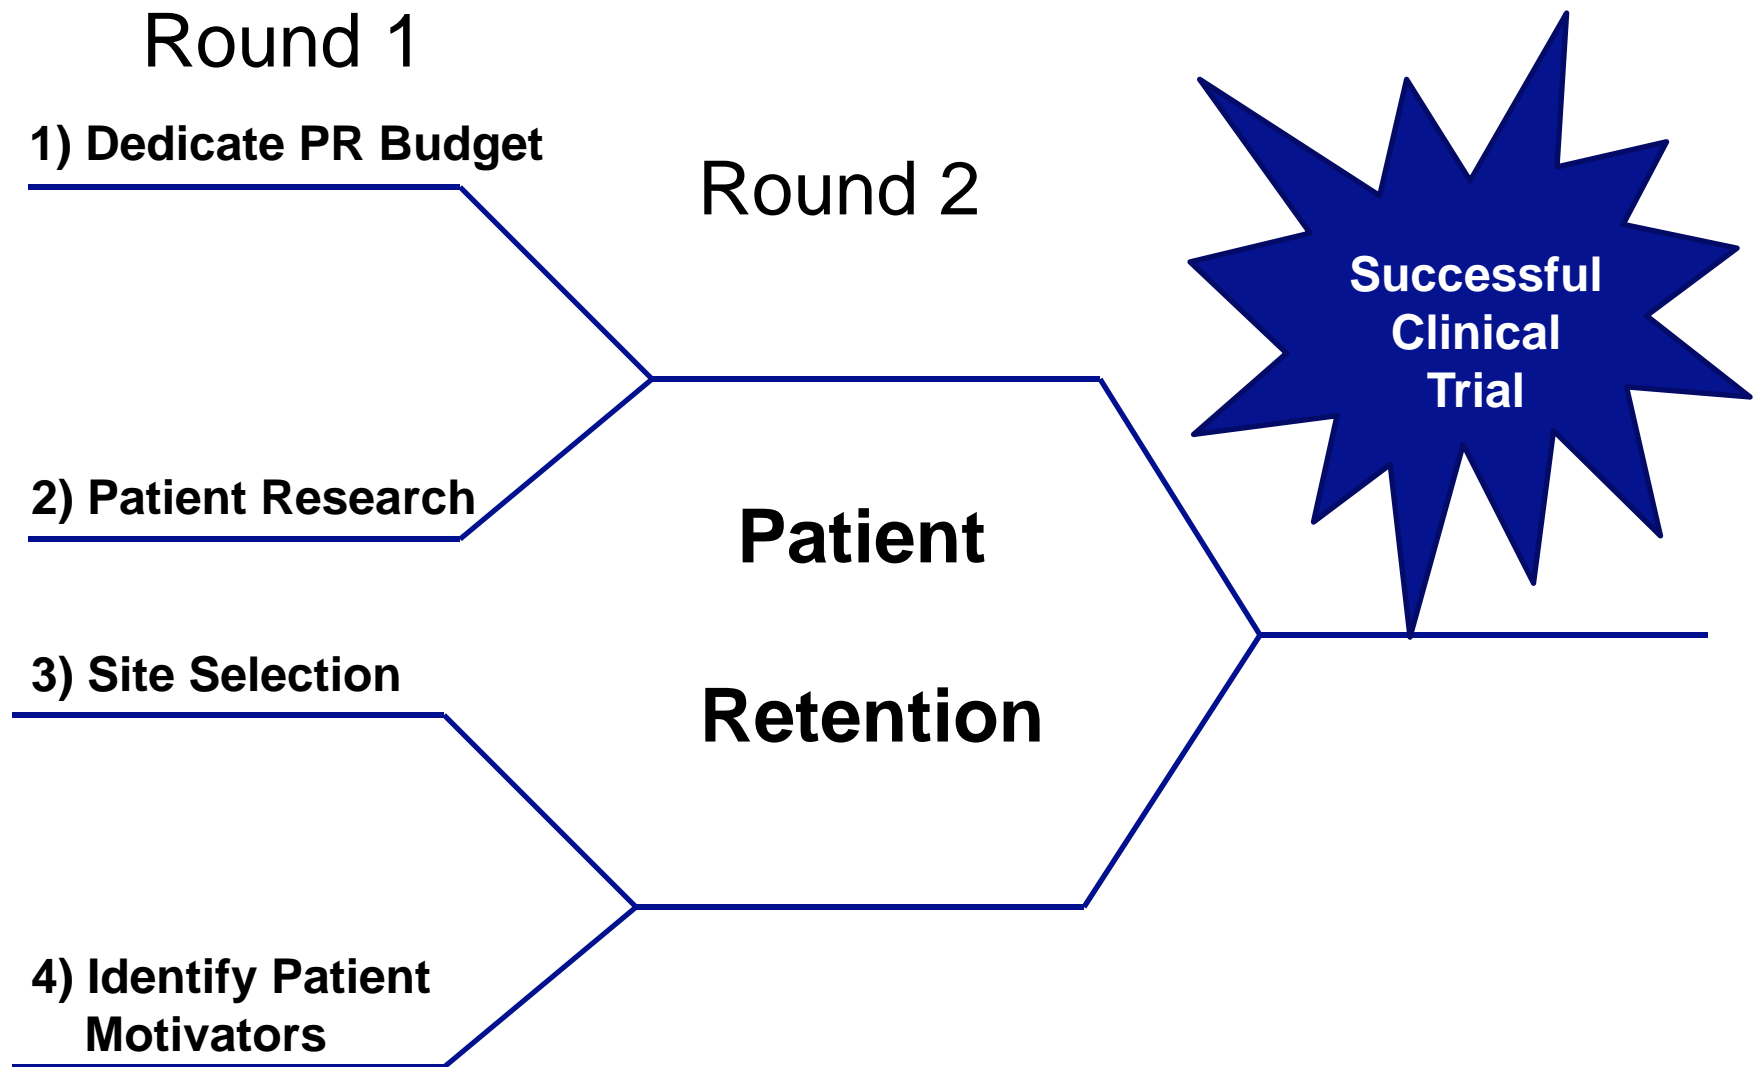 Round 1
1) Dedicate PR Budget
2) Patient Research
3) Site Selection
4) Identify Patient
Motivators
Round 2
Patient
Retention
Successful
Clinical
Trial